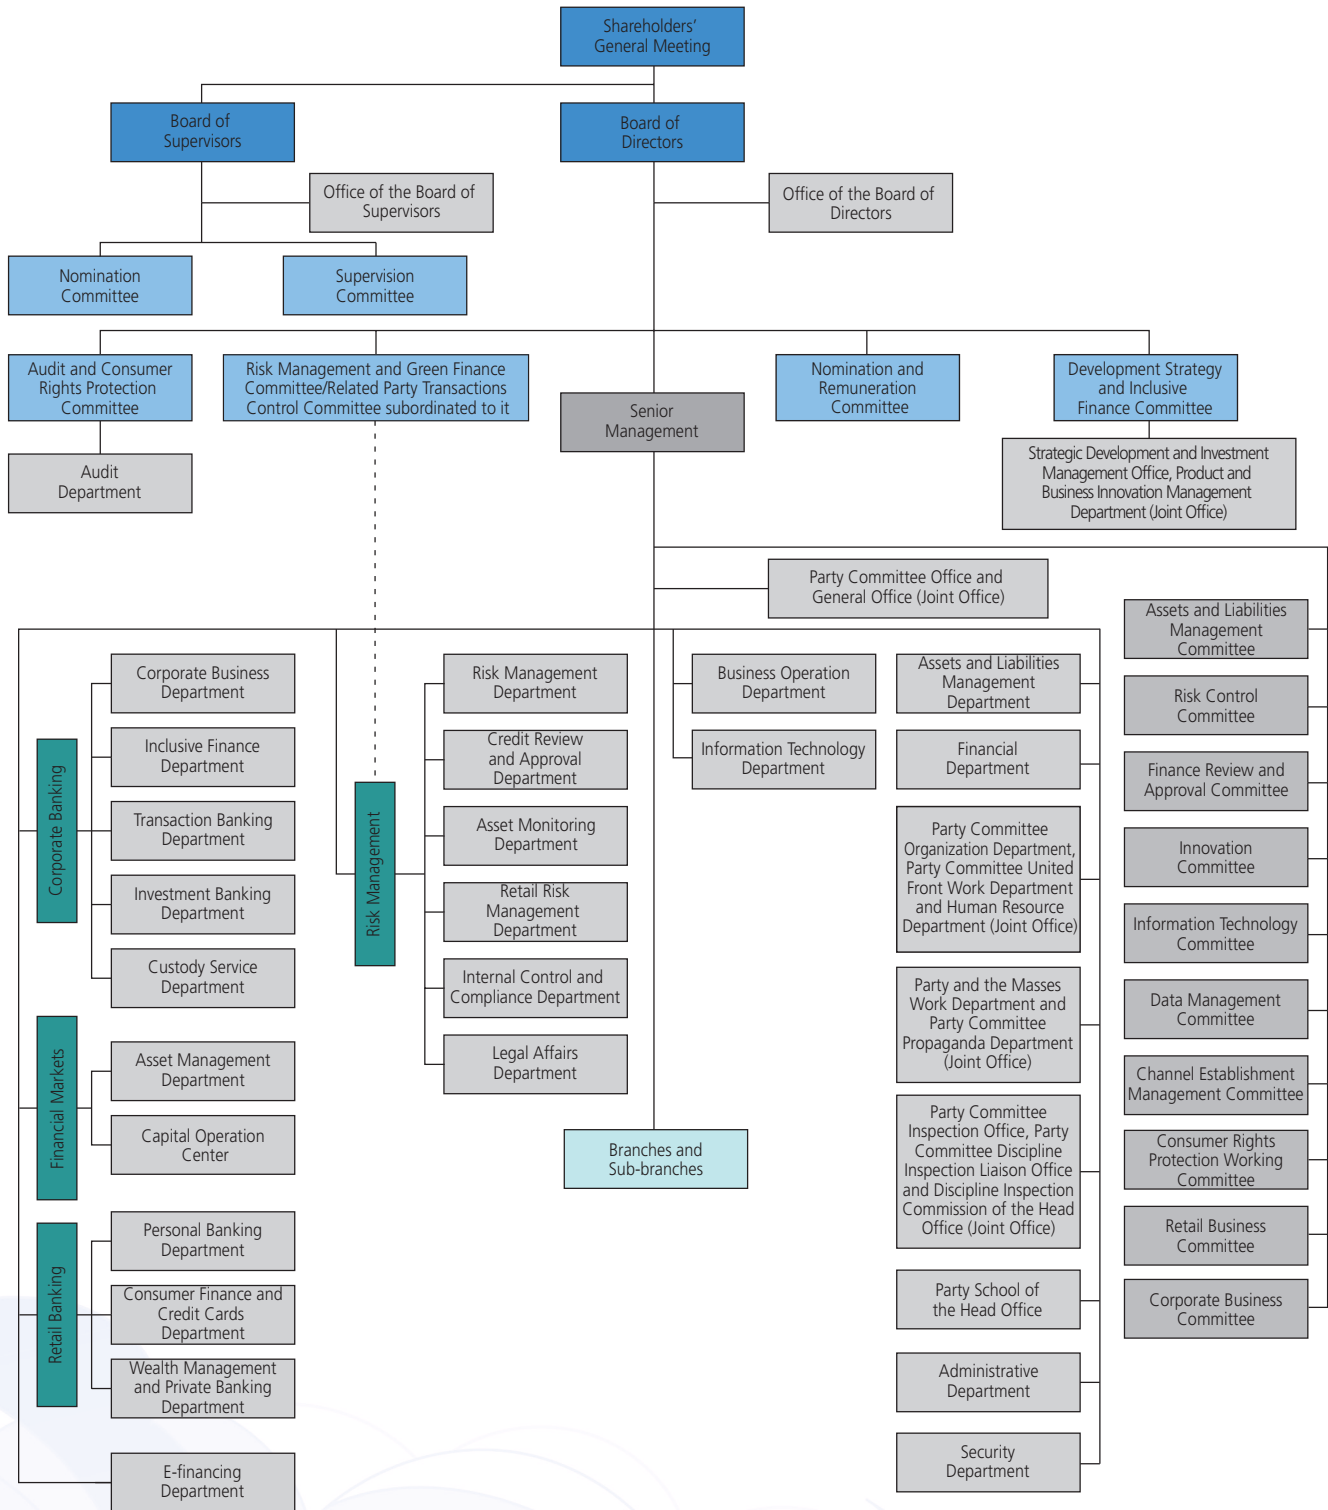 Shareholders'
General Meeting
Board of
Supervisors
Board of
Directors
Office of the Board of
Supervisors
Office of the Board of
Directors
Nomination
Committee
Supervision
Committee
Audit and Consumer
Rights Protection
Committee
Risk Management and Green Finance
Committee/Related Party Transactions
Control Committee subordinated to it
Nomination and
Remuneration
Committee
Development Strategy
and Inclusive
Finance Committee
Senior
Management
Audit
Department
Strategic Development and Investment
Management Office, Product and
Business Innovation Management
Department (Joint Office)
Party Committee Office and
General Office (Joint Office)
Corporate Banking
Corporate Business
Department
Inclusive Finance
Department
Transaction Banking
Department
Investment Banking
Department
Custody Service
Department
Financial Markets
Asset Management
Department
Capital Operation
Center
Retail Banking
Personal Banking
Department
Consumer Finance and
Credit Cards
Department
Wealth Management
and Private Banking
Department
E-financing
Department
Risk Management
Risk Management
Department
Credit Review
and Approval
Department
Asset Monitoring
Department
Retail Risk
Management
Department
Internal Control and
Compliance Department
Legal Affairs
Department
Branches and
Sub-branches
Business Operation
Department
Information Technology
Department
Assets and Liabilities
Management
Department
Financial
Department
Party Committee
Organization Department,
Party Committee United
Front Work Department
and Human Resource
Department (Joint Office)
Party and the Masses
Work Department and
Party Committee
Propaganda Department
(Joint Office)
Party Committee
Inspection Office, Party
Committee Discipline
Inspection Liaison Office
and Discipline Inspection
Commission of the Head
Office (Joint Office)
Party School of
the Head Office
Administrative
Department
Security
Department
Assets and Liabilities
Management
Committee
Risk Control
Committee
Finance Review and
Approval Committee
Innovation
Committee
Information Technology
Committee
Data Management
Committee
Channel Establishment
Management Committee
Consumer Rights
Protection Working
Committee
Retail Business
Committee
Corporate Business
Committee